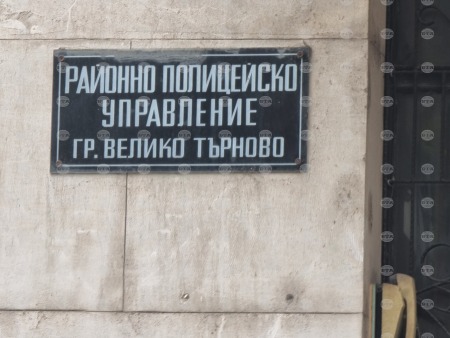 РАЙОННО ПОЛИЦЕЙСКО
УПРАВЛЕНИЕ
ГР. ВЕЛИКО ТЪРНОВО